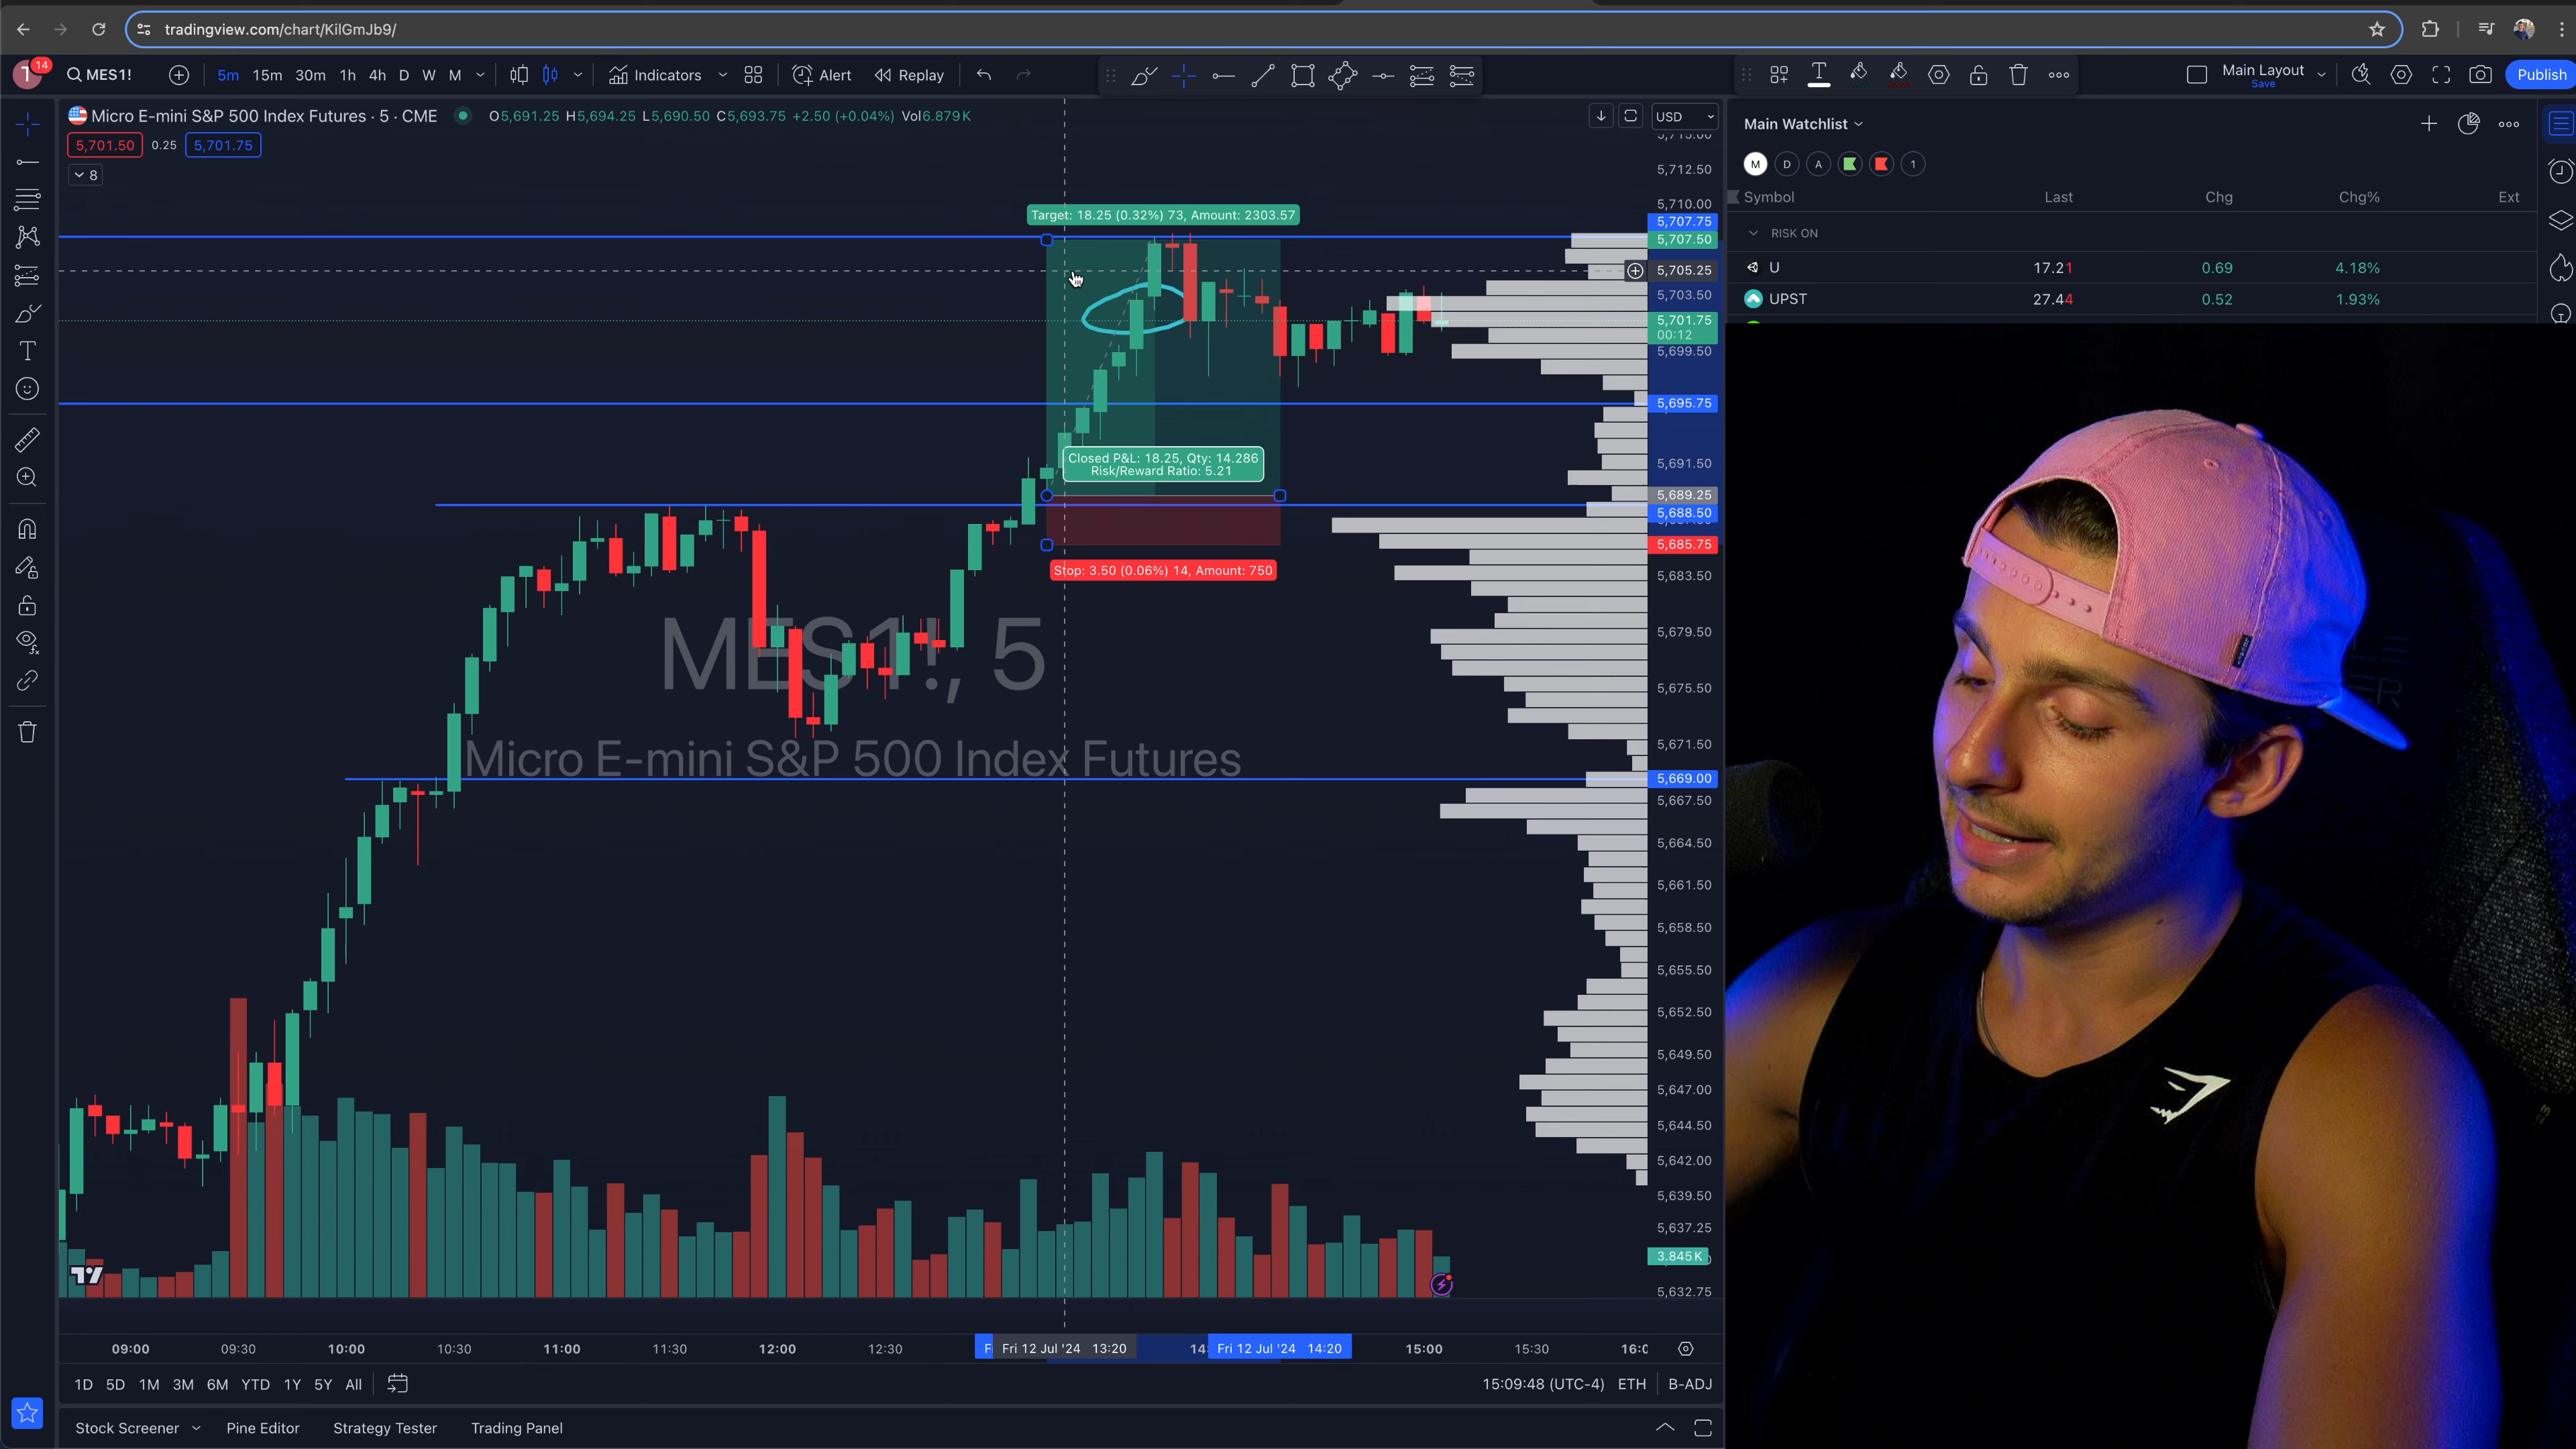 tradingview.com/chart/KilGmJb9/
14
MES1!
5m 15m 30m 1h 4h D W M
Indicators
Alert
Replay
Main Layout
Save
Publish
Micro E-mini S&P 500 Index Futures · 5 · CME
O5,691.25 H5,694.25 L5,690.50 C5,693.75 +2.50 (+0.04%) Vol6.879K
USD
5,701.50 0.25 5,701.75
8
Main Watchlist
M D A 1
Symbol Last Chg Chg% Ext
RISK ON
U 17.21 0.69 4.18%
UPST 27.44 0.52 1.93%
Target: 18.25 (0.32%) 73, Amount: 2303.57
Closed P&L: 18.25, Qty: 14.286
Risk/Reward Ratio: 5.21
Stop: 3.50 (0.06%) 14, Amount: 750
MES1!, 5
Micro E-mini S&P 500 Index Futures
5,715.00
5,712.50
5,710.00
5,707.75
5,707.50
5,705.25
5,703.50
5,701.75
00:12
5,699.50
5,695.75
5,691.50
5,689.25
5,688.50
5,685.75
5,683.50
5,679.50
5,675.50
5,671.50
5,669.00
5,667.50
5,664.50
5,661.50
5,658.50
5,655.50
5,652.50
5,649.50
5,647.00
5,644.50
5,642.00
5,639.50
5,637.25
3.845K
5,632.75
09:00 09:30 10:00 10:30 11:00 11:30 12:00 12:30 F Fri 12 Jul '24 13:20 14: Fri 12 Jul '24 14:20 15:00 15:30 16:0
1D 5D 1M 3M 6M YTD 1Y 5Y All
15:09:48 (UTC-4) ETH B-ADJ
Stock Screener Pine Editor Strategy Tester Trading Panel